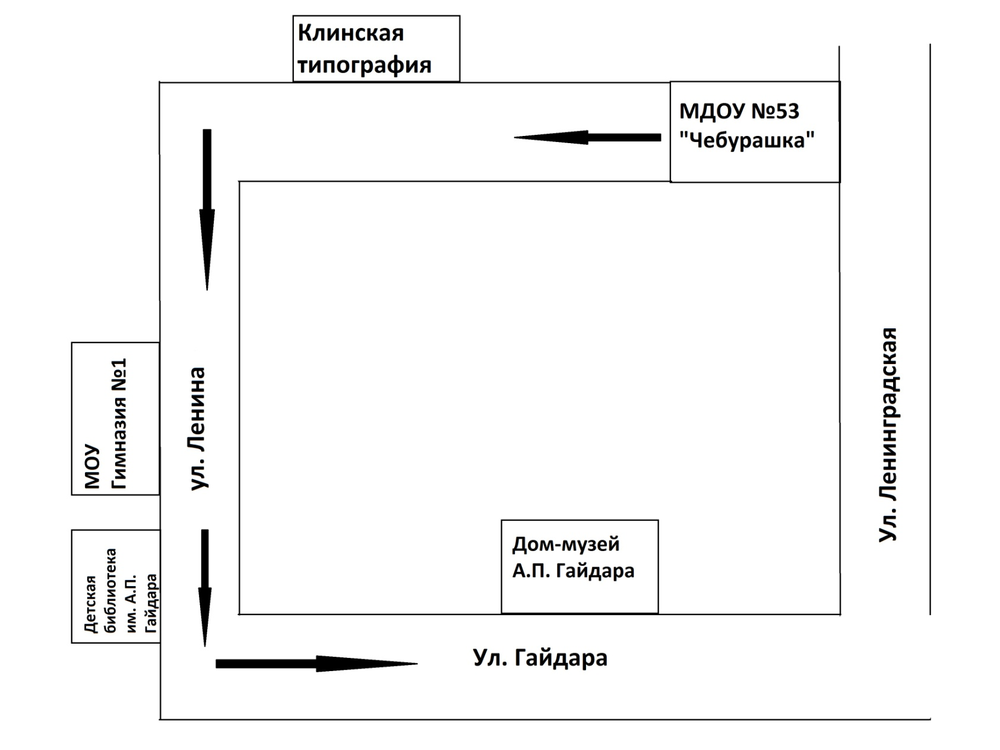 Клинская
типография
МДОУ №53
"Чебурашка"
МОУ
Гимназия №1
ул. Ленина
Ул. Ленинградская
Детская
библиотека
им. А.П.
Гайдара
Дом-музей
А.П. Гайдара
Ул. Гайдара